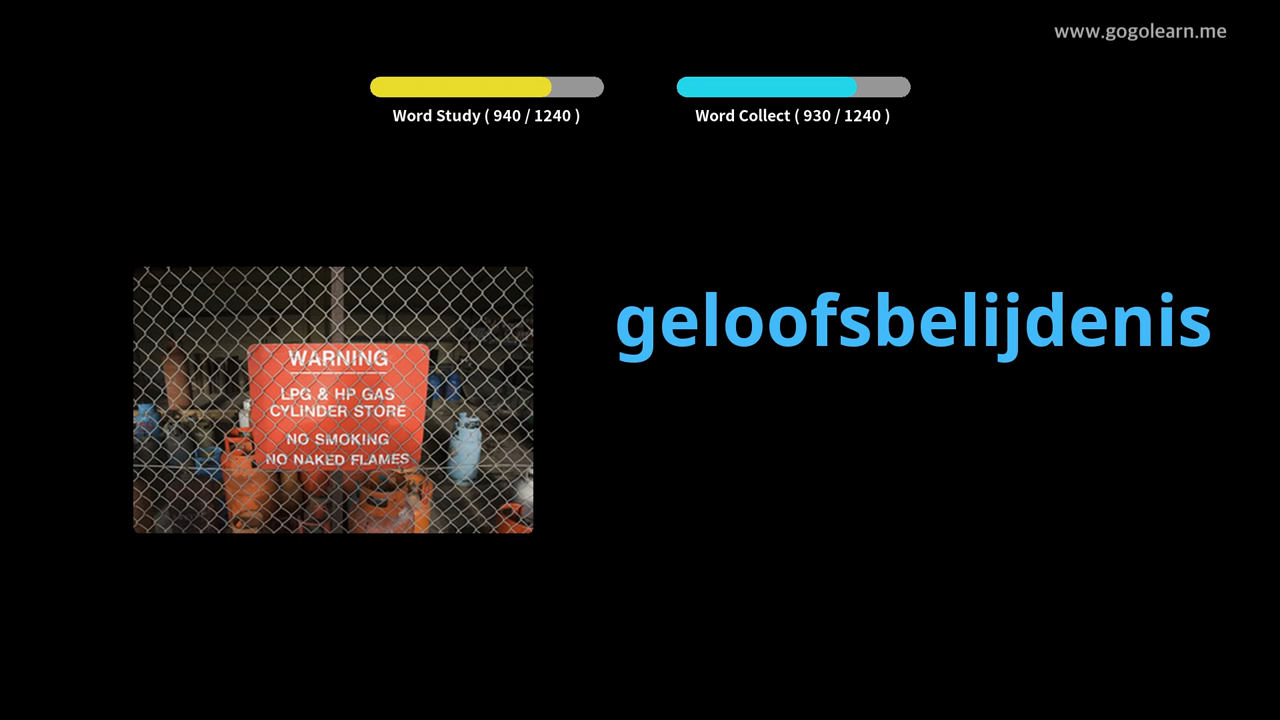 www.gogolearn.me
Word Study ( 940 / 1240 )
Word Collect ( 930 / 1240 )
geloofsbelijdenis
WARNING
LPG & HP GAS
CYLINDER STORE
NO SMOKING
NO NAKED FLAMES